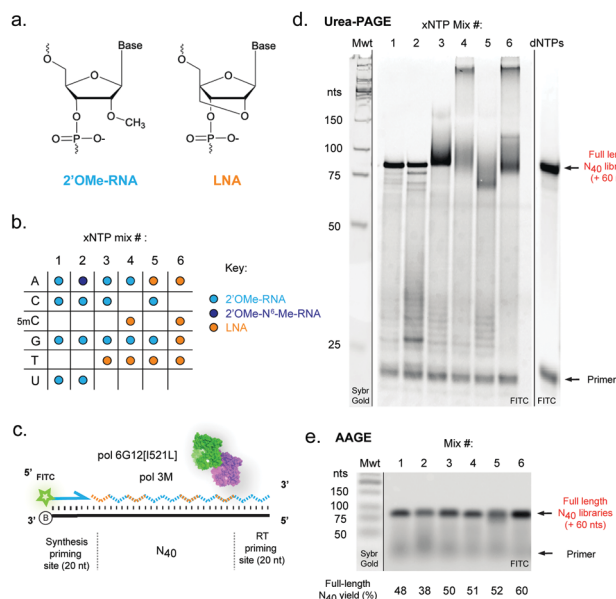 a.
Base
O
O
O
O=P-O-
O
CH3
2'OMe-RNA
Base
O
O
O
O
O=P-O-
LNA
b.
xNTP mix # :
1 2 3 4 5 6
A
C
5mC
G
T
U
Key:
2'OMe-RNA
2'OMe-N6-Me-RNA
LNA
c.
pol 6G12[I521L]
pol 3M
5'
FITC
3'
3'
B
5'
Synthesis
priming
site (20 nt)
N40
RT
priming
site (20 nt)
d. Urea-PAGE
xNTP Mix #:
Mwt 1 2 3 4 5 6 dNTPs
nts
150
100
75
50
25
Full len
N40 libr
(+ 60
Primer
Sybr
Gold
FITC
FITC
e. AAGE
Mix #:
nts Mwt 1 2 3 4 5 6
150
100
75
50
Full length
N40 libraries
(+ 60 nts)
Primer
Sybr
Gold
FITC
Full-length
N40 yield (%)
48 38 50 51 52 60